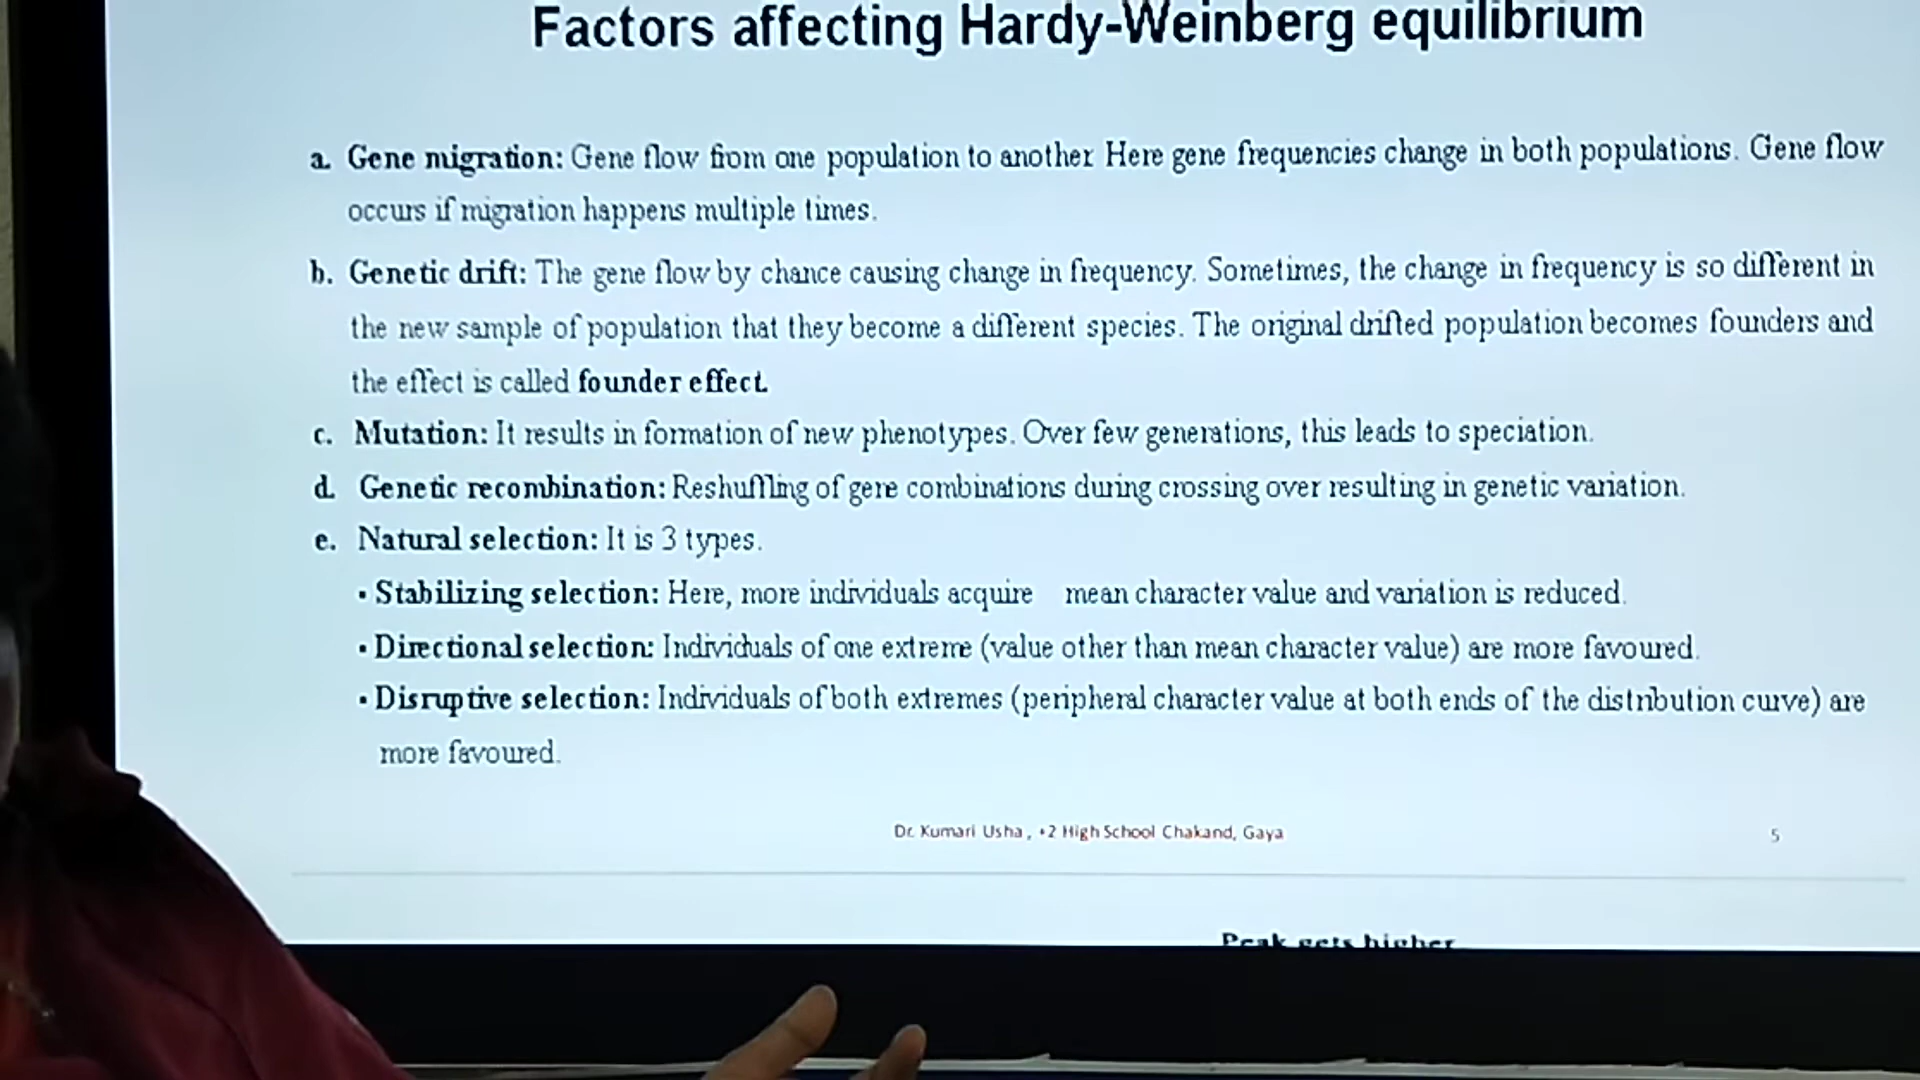 Factors affecting Hardy-Weinberg equilibrium
a. Gene migration: Gene flow from one population to another Here gene frequencies change in both populations. Gene flow
occurs if migration happens multiple times.
b. Genetic drift: The gene flow by chance causing change in frequency. Sometimes, the change in frequency is so different in
the new sample of population that they become a different species. The original drifted population becomes founders and
the effect is called founder effect.
c. Mutation: It results in formation of new phenotypes. Over few generations, this leads to speciation.
d. Genetic recombination: Reshuffling of gene combinations during crossing over resulting in genetic variation.
e. Natural selection: It is 3 types.
▪ Stabilizing selection: Here, more individuals acquire mean character value and variation is reduced.
▪ Directional selection: Individuals of one extreme (value other than mean character value) are more favoured.
▪ Disruptive selection: Individuals of both extremes (peripheral character value at both ends of the distribution curve) are
more favoured.
Dr. Kumari Usha , +2 High School Chakand, Gaya
5
Peak gets higher